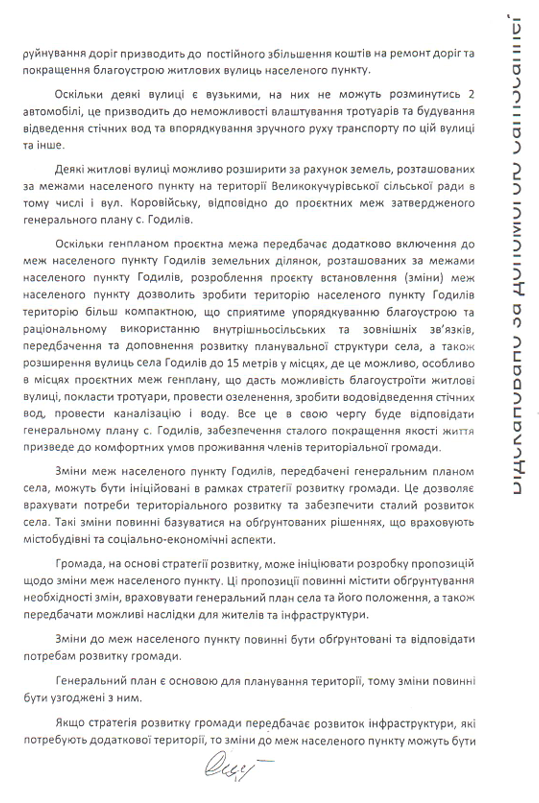 руйнування доріг призводить до постійного збільшення коштів на ремонт доріг та
покращення благоустрою житлових вулиць населеного пункту.
Оскільки деякі вулиці є вузькими, на них не можуть розминутись 2
автомобілі, це призводить до неможливості влаштування тротуарів та будування
відведення стічних вод та впорядкування зручного руху транспорту по цій вулиці
та інше.
Деякі житлові вулиці можливо розширити за рахунок земель, розташованих
за межами населеного пункту на території Великокучурівської сільської ради в
тому числі і вул. Коровійську, відповідно до проєктних меж затвердженого
генерального плану с. Годилів.
Оскільки генпланом проєктна межа передбачає додатково включення до
меж населеного пункту Годилів земельних ділянок, розташованих за межами
населеного пункту Годилів, розроблення проєкту встановлення (зміни) меж
населеного пункту дозволить зробити територію населеного пункту Годилів
територію більш компактною, що сприятиме упорядкуванню благоустрою та
раціональному використанню внутрішньосільських та зовнішніх зв'язків,
передбачення та доповнення розвитку планувальної структури села, а також
розширення вулиць села Годилів до 15 метрів у місцях, де це можливо, особливо
в місцях проєктних меж генплану, що дасть можливість благоустроїти житлові
вулиці, покласти тротуари, провести озеленення, зробити водовідведення стічних
вод, провести каналізацію і воду. Все це в свою чергу буде відповідати
генеральному плану с. Годилів, забезпечення сталого покращення якості життя
призведе до комфортних умов проживання членів територіальної громади.
Зміни меж населеного пункту Годилів, передбачені генеральним планом
села, можуть бути ініційовані в рамках стратегії розвитку громади. Це дозволяє
врахувати потреби територіального розвитку та забезпечити сталий розвиток
села. Такі зміни повинні базуватися на обґрунтованих рішеннях, що враховують
містобудівні та соціально-економічні аспекти.
Громада, на основі стратегії розвитку, може ініціювати розробку пропозицій
щодо зміни меж населеного пункту. Ці пропозиції повинні містити обґрунтування
необхідності змін, враховувати генеральний план села та його положення, а також
передбачати можливі наслідки для жителів та інфраструктури.
Зміни до меж населеного пункту повинні бути обґрунтовані та відповідати
потребам розвитку громади.
Генеральний план є основою для планування території, тому зміни повинні
бути узгоджені з ним.
Якщо стратегія розвитку громади передбачає розвиток інфраструктури, які
потребують додаткової території, то зміни до меж населеного пункту можуть бути